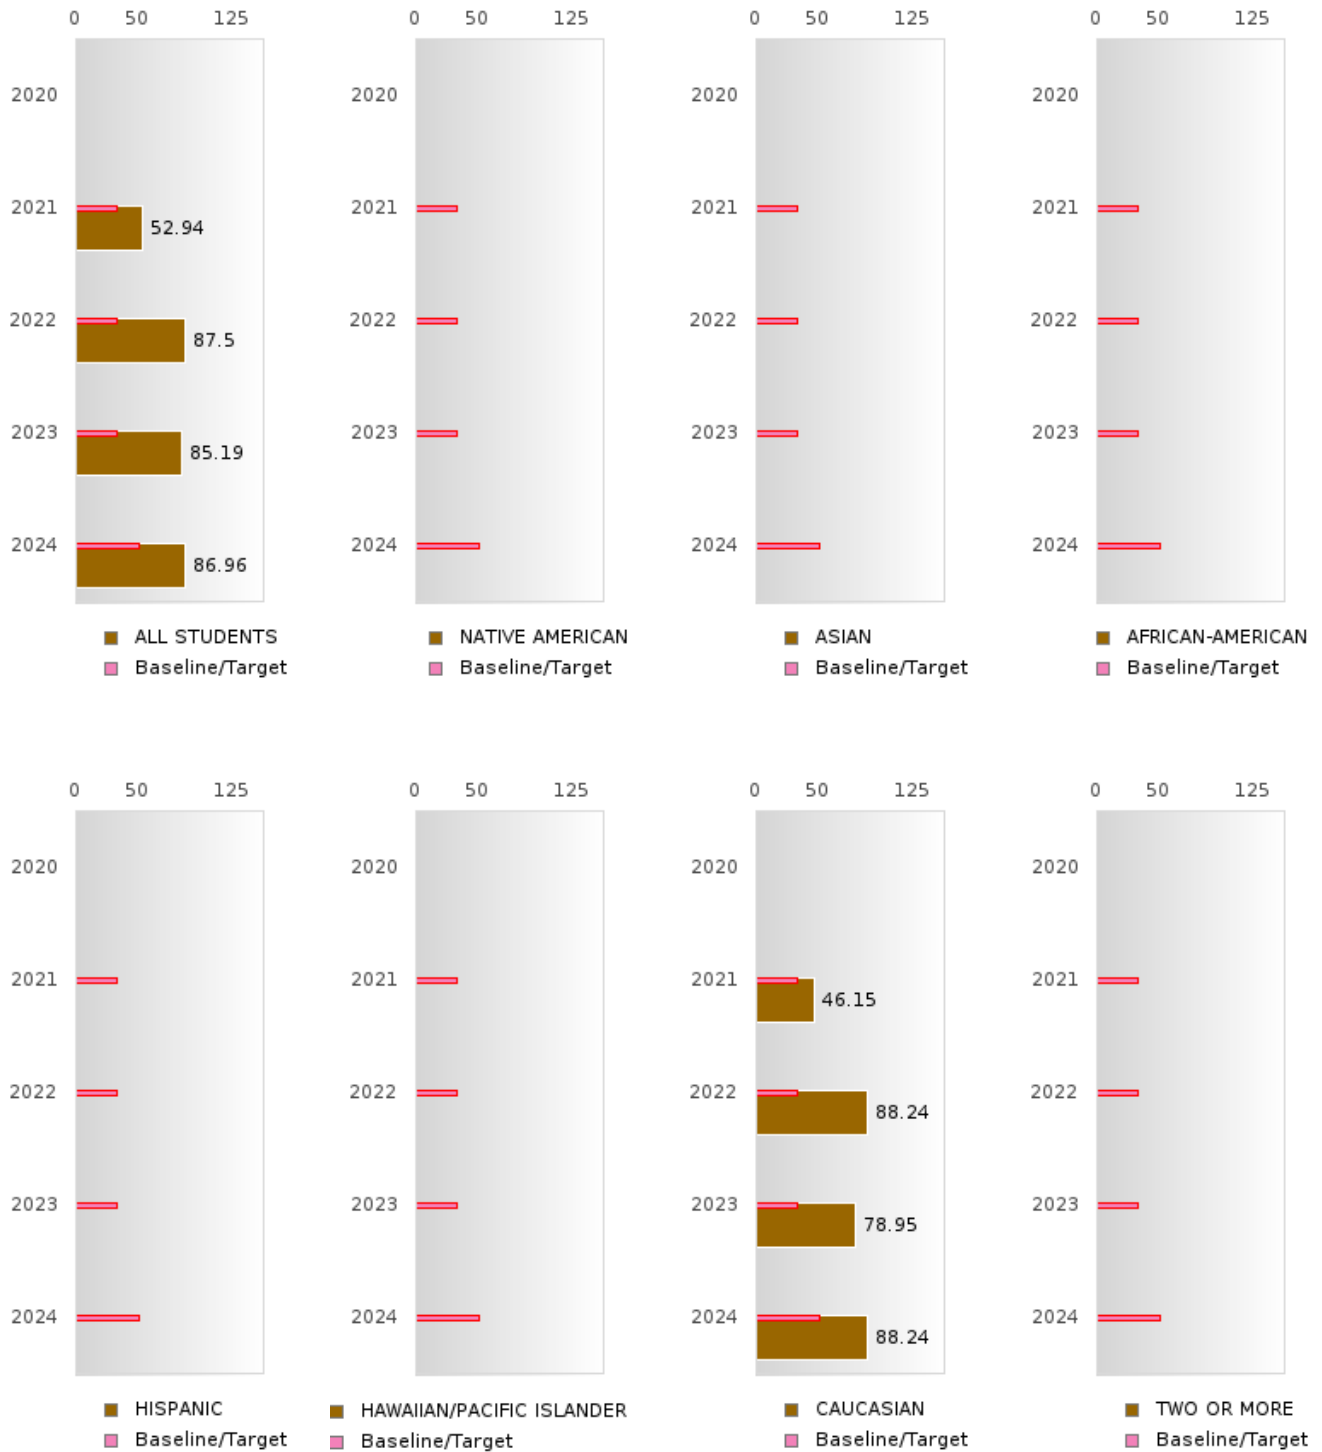 0 50 125 0 50 125 0 50 125 0 50 125
2020 2020 2020 2020
2021 52.94 2021 2021 2021
2022 87.5 2022 2022 2022
2023 85.19 2023 2023 2023
2024 86.96 2024 2024 2024
ALL STUDENTS NATIVE AMERICAN ASIAN AFRICAN-AMERICAN
Baseline/Target Baseline/Target Baseline/Target Baseline/Target
0 50 125 0 50 125 0 50 125 0 50 125
2020 2020 2020 2020
2021 2021 2021 46.15 2021
2022 2022 2022 88.24 2022
2023 2023 2023 78.95 2023
2024 2024 2024 88.24 2024
HISPANIC HAWAIIAN/PACIFIC ISLANDER CAUCASIAN TWO OR MORE
Baseline/Target Baseline/Target Baseline/Target Baseline/Target